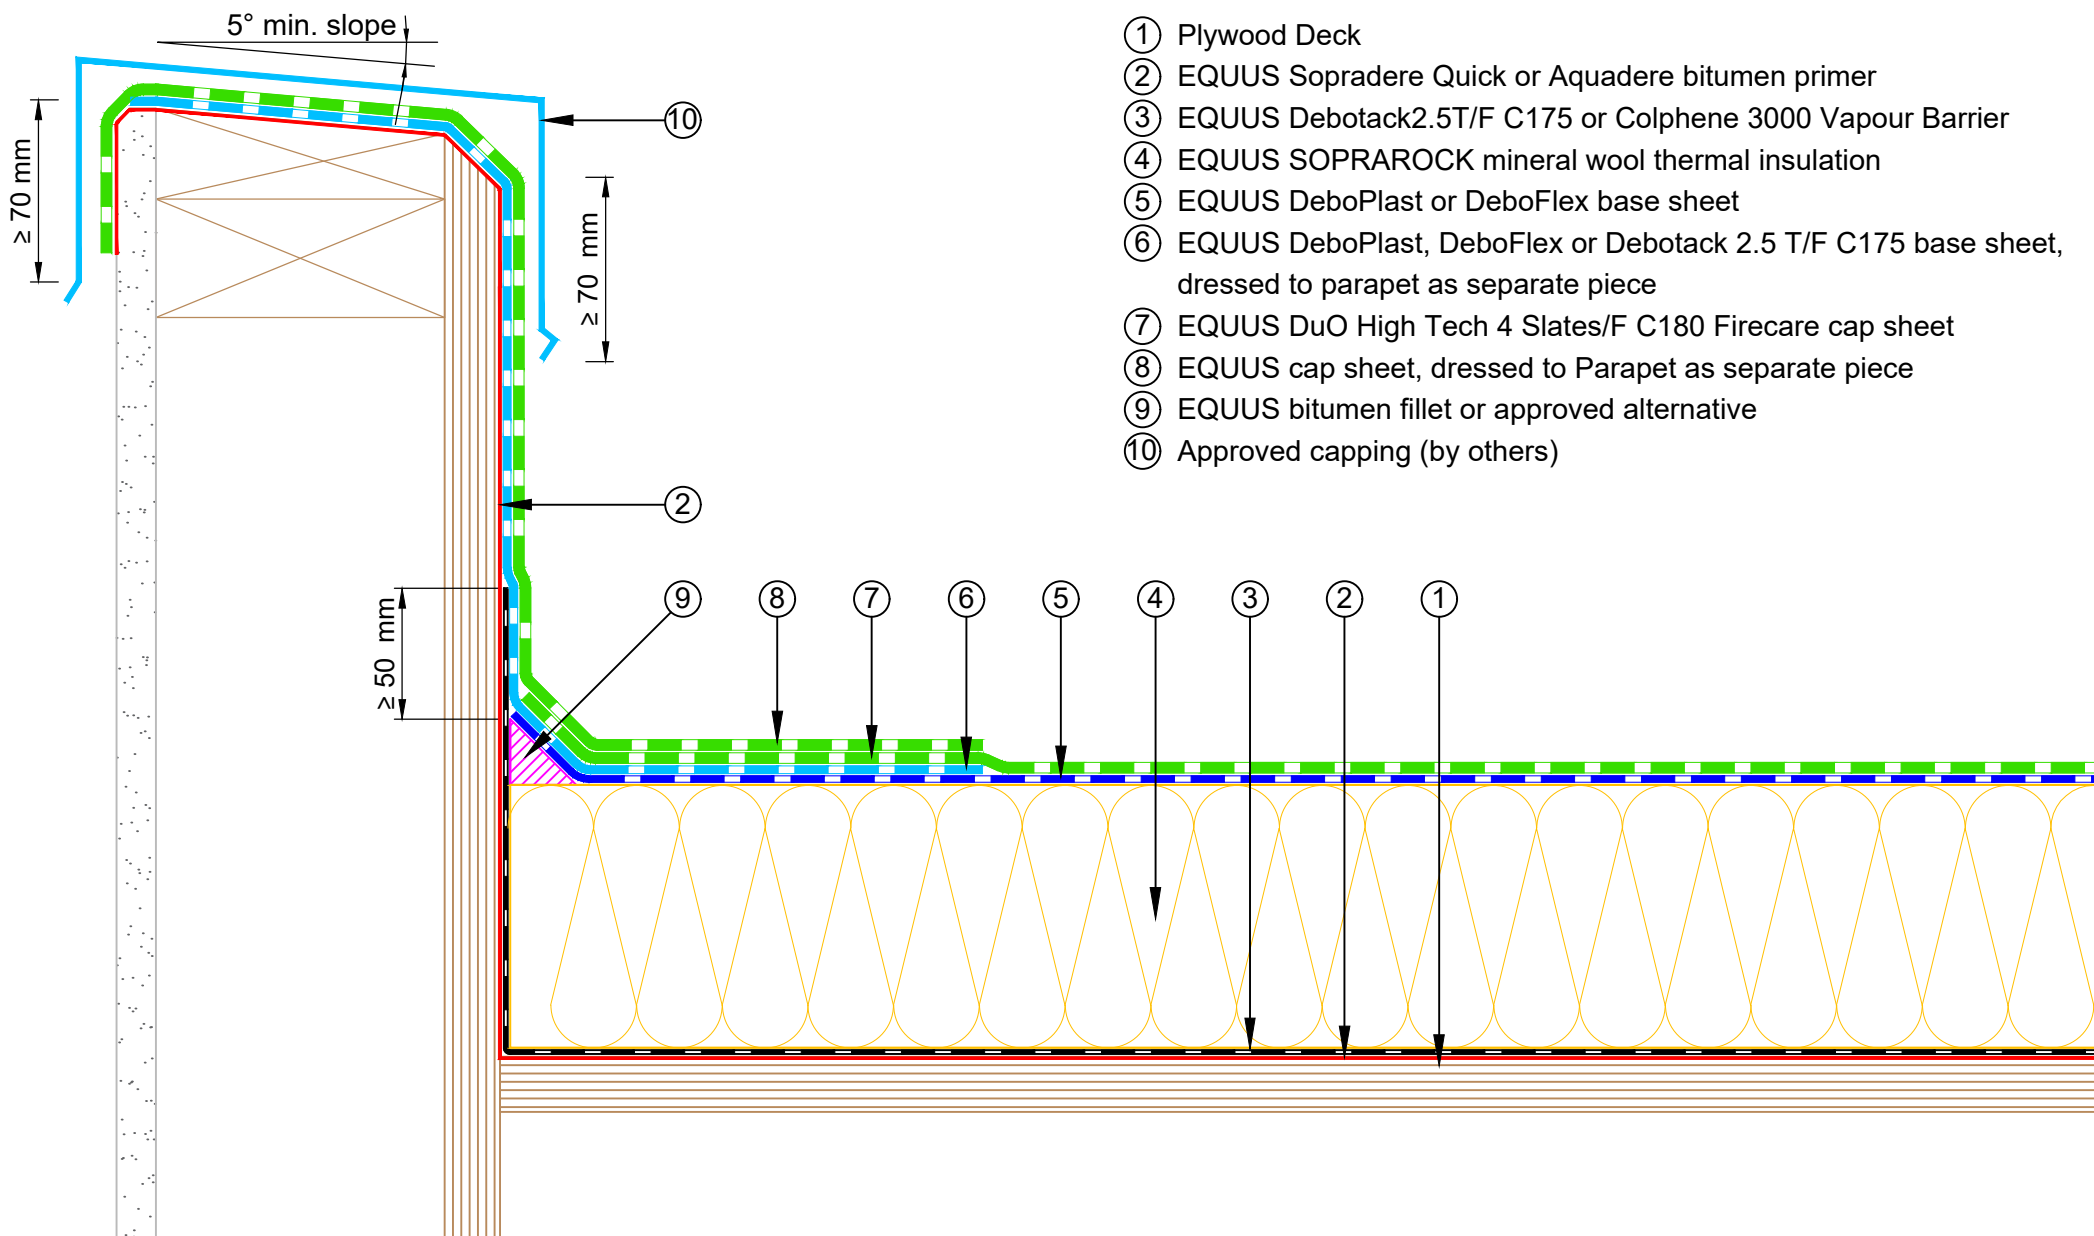 5° min. slope
① Plywood Deck
② EQUUS Sopradere Quick or Aquadere bitumen primer
③ EQUUS Debotack2.5T/F C175 or Colphene 3000 Vapour Barrier
④ EQUUS SOPRAROCK mineral wool thermal insulation
⑤ EQUUS DeboPlast or DeboFlex base sheet
⑥ EQUUS DeboPlast, DeboFlex or Debotack 2.5 T/F C175 base sheet,
dressed to parapet as separate piece
⑦ EQUUS DuO High Tech 4 Slates/F C180 Firecare cap sheet
⑧ EQUUS cap sheet, dressed to Parapet as separate piece
⑨ EQUUS bitumen fillet or approved alternative
⑩ Approved capping (by others)
⑩
≥ 70 mm
≥ 70 mm
②
≥ 50 mm
⑨ ⑧ ⑦ ⑥ ⑤ ④ ③ ② ①